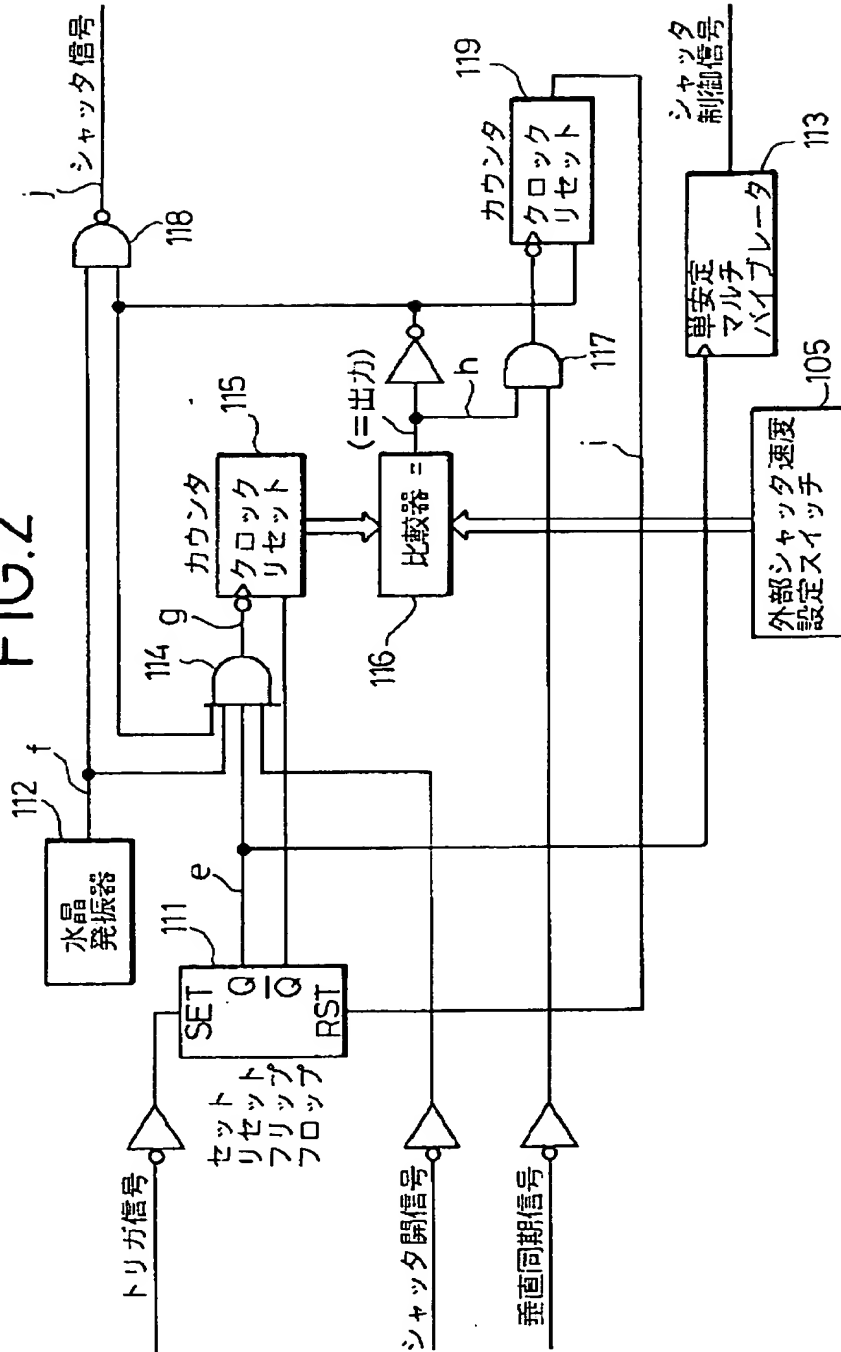 FIG.2
112
水晶
発振器
f
j
シャッタ信号
118
トリガ信号
111
SET
Q
Q̅
RST
セット
リセット
フリップ
フロップ
e
114
g
カウンタ
115
クロック
リセット
116
比較器 =
(=出力)
h
117
カウンタ
119
クロック
リセット
i
シャッタ開信号
垂直同期信号
外部シャッタ速度
設定スイッチ
105
単安定
マルチ
バイブレータ
113
シャッタ
制御信号